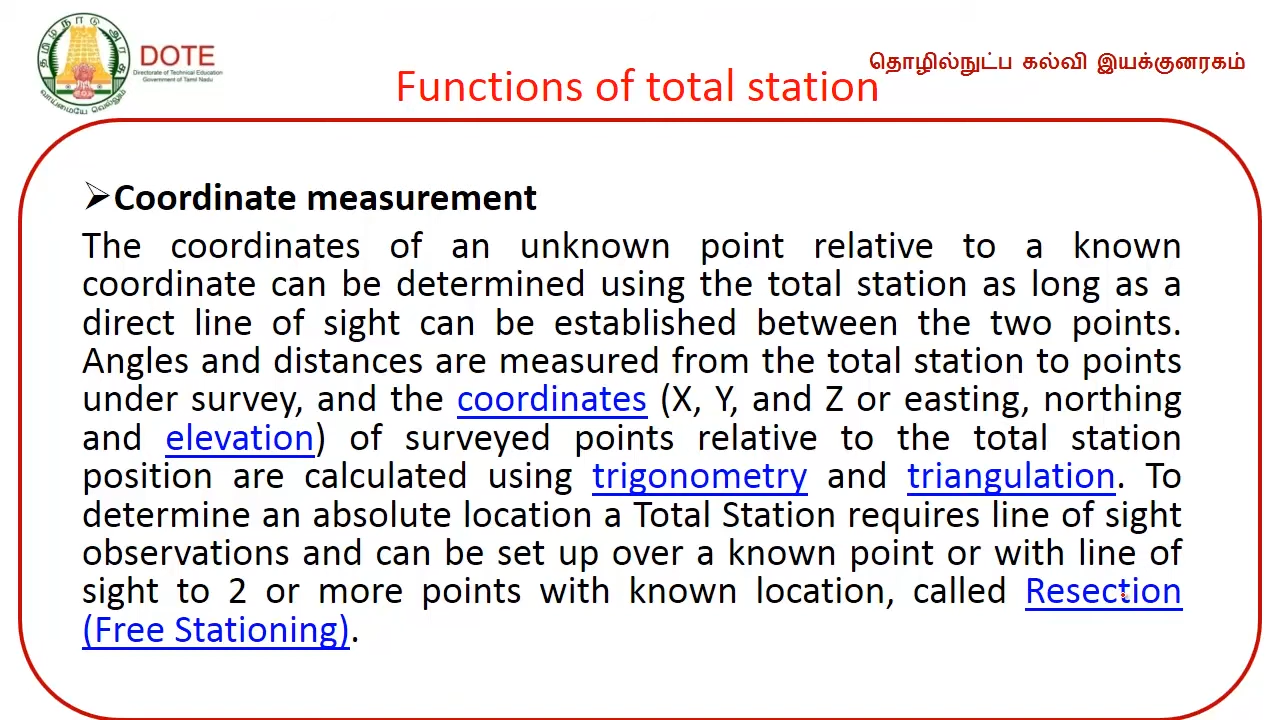 தமிழ்நாடு அரசு
வாய்மையே வெல்லும்
DOTE
Directorate of Technical Education
Government of Tamil Nadu
தொழில்நுட்ப கல்வி இயக்குனரகம்
Functions of total station
Coordinate measurement
The coordinates of an unknown point relative to a known
coordinate can be determined using the total station as long as a
direct line of sight can be established between the two points.
Angles and distances are measured from the total station to points
under survey, and the coordinates (X, Y, and Z or easting, northing
and elevation) of surveyed points relative to the total station
position are calculated using trigonometry and triangulation. To
determine an absolute location a Total Station requires line of sight
observations and can be set up over a known point or with line of
sight to 2 or more points with known location, called Resection
(Free Stationing).